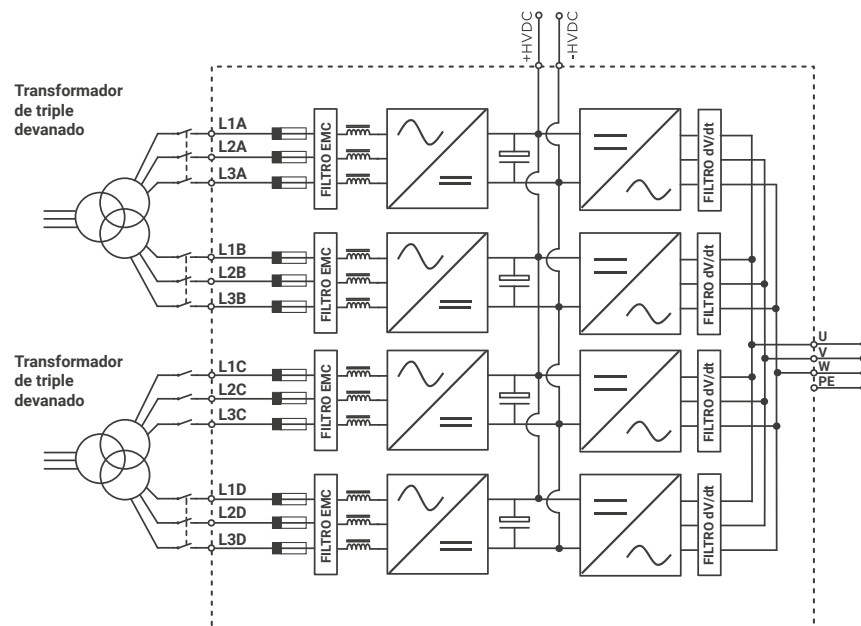 +HVDC
-HVDC
Transformador
de triple
devanado
L1A
L2A
L3A
FILTRO EMC
FILTRO dV/dt
L1B
L2B
L3B
FILTRO EMC
FILTRO dV/dt
U
V
W
PE
Transformador
de triple
devanado
L1C
L2C
L3C
FILTRO EMC
FILTRO dV/dt
L1D
L2D
L3D
FILTRO EMC
FILTRO dV/dt